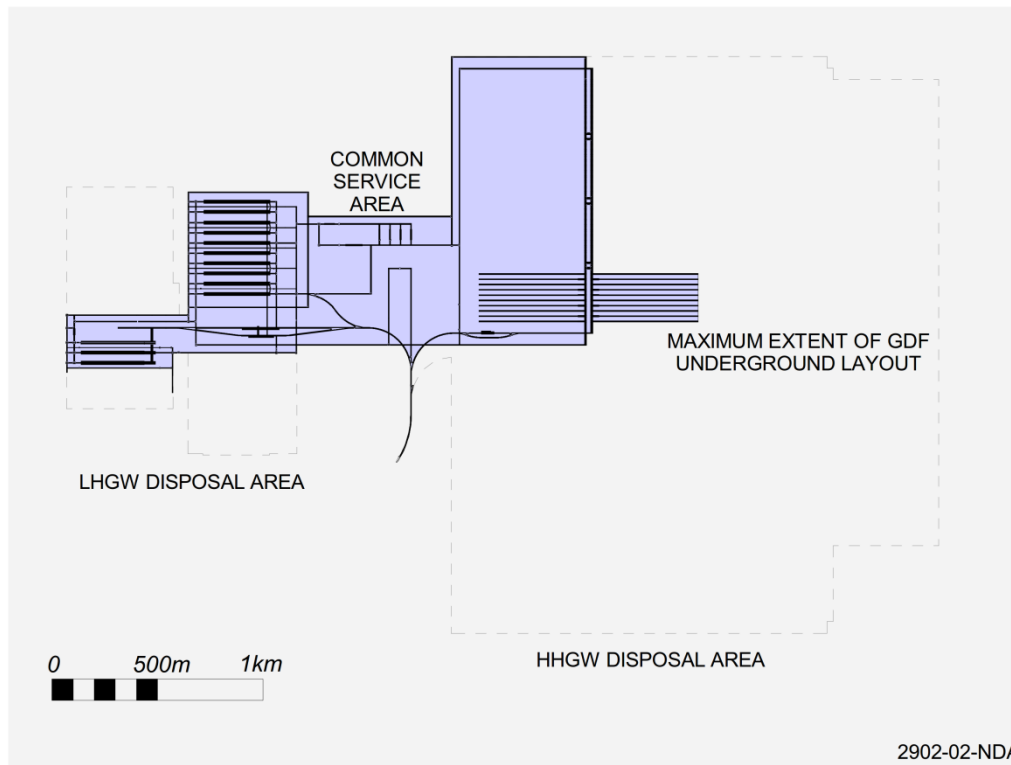 COMMON
SERVICE
AREA
MAXIMUM EXTENT OF GDF
UNDERGROUND LAYOUT
LHGW DISPOSAL AREA
HHGW DISPOSAL AREA
0 500m 1km
2902-02-NDA